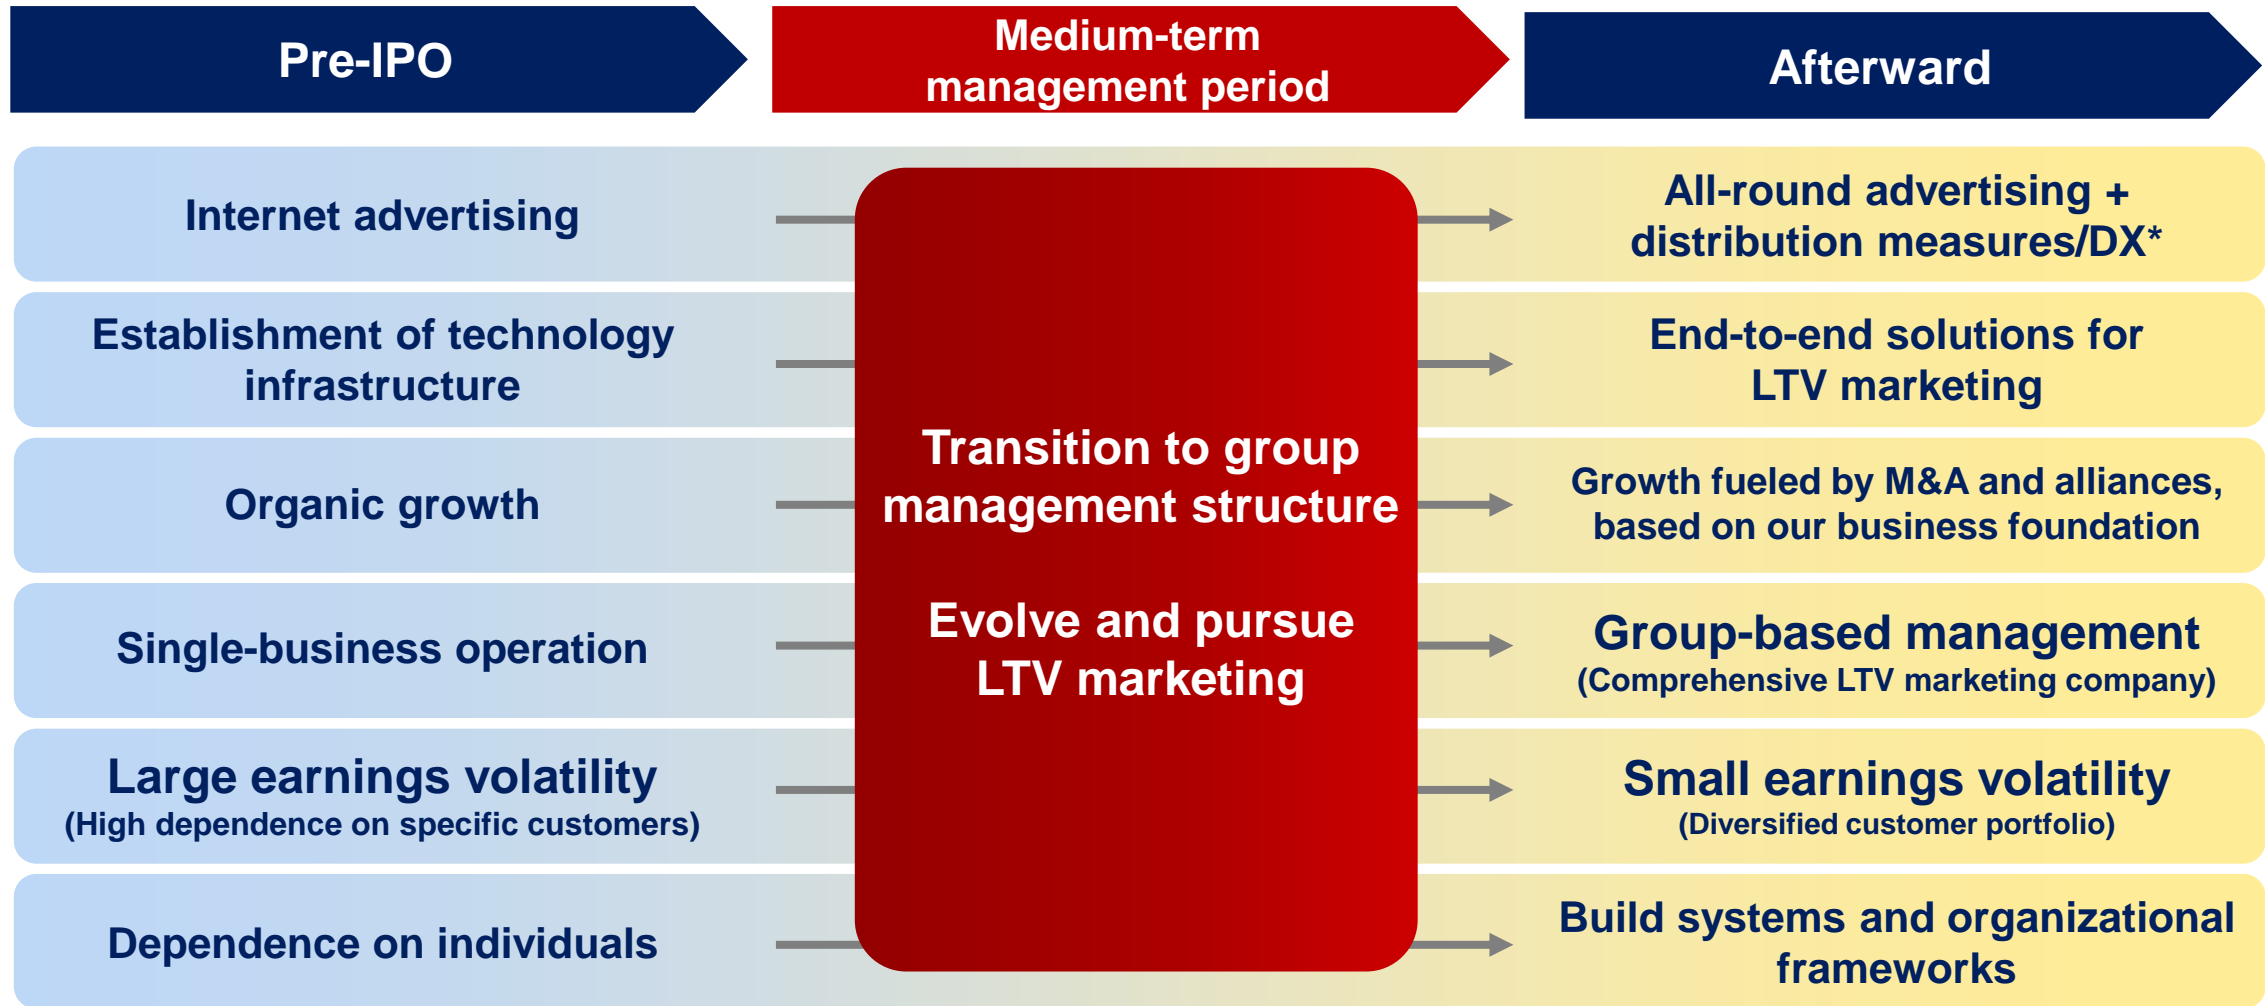 Pre-IPO
Medium-term
management period
Afterward
Internet advertising
All-round advertising +
distribution measures/DX*
Establishment of technology
infrastructure
End-to-end solutions for
LTV marketing
Organic growth
Growth fueled by M&A and alliances,
based on our business foundation
Transition to group
management structure
Evolve and pursue
LTV marketing
Single-business operation
Group-based management
(Comprehensive LTV marketing company)
Large earnings volatility
(High dependence on specific customers)
Small earnings volatility
(Diversified customer portfolio)
Dependence on individuals
Build systems and organizational
frameworks